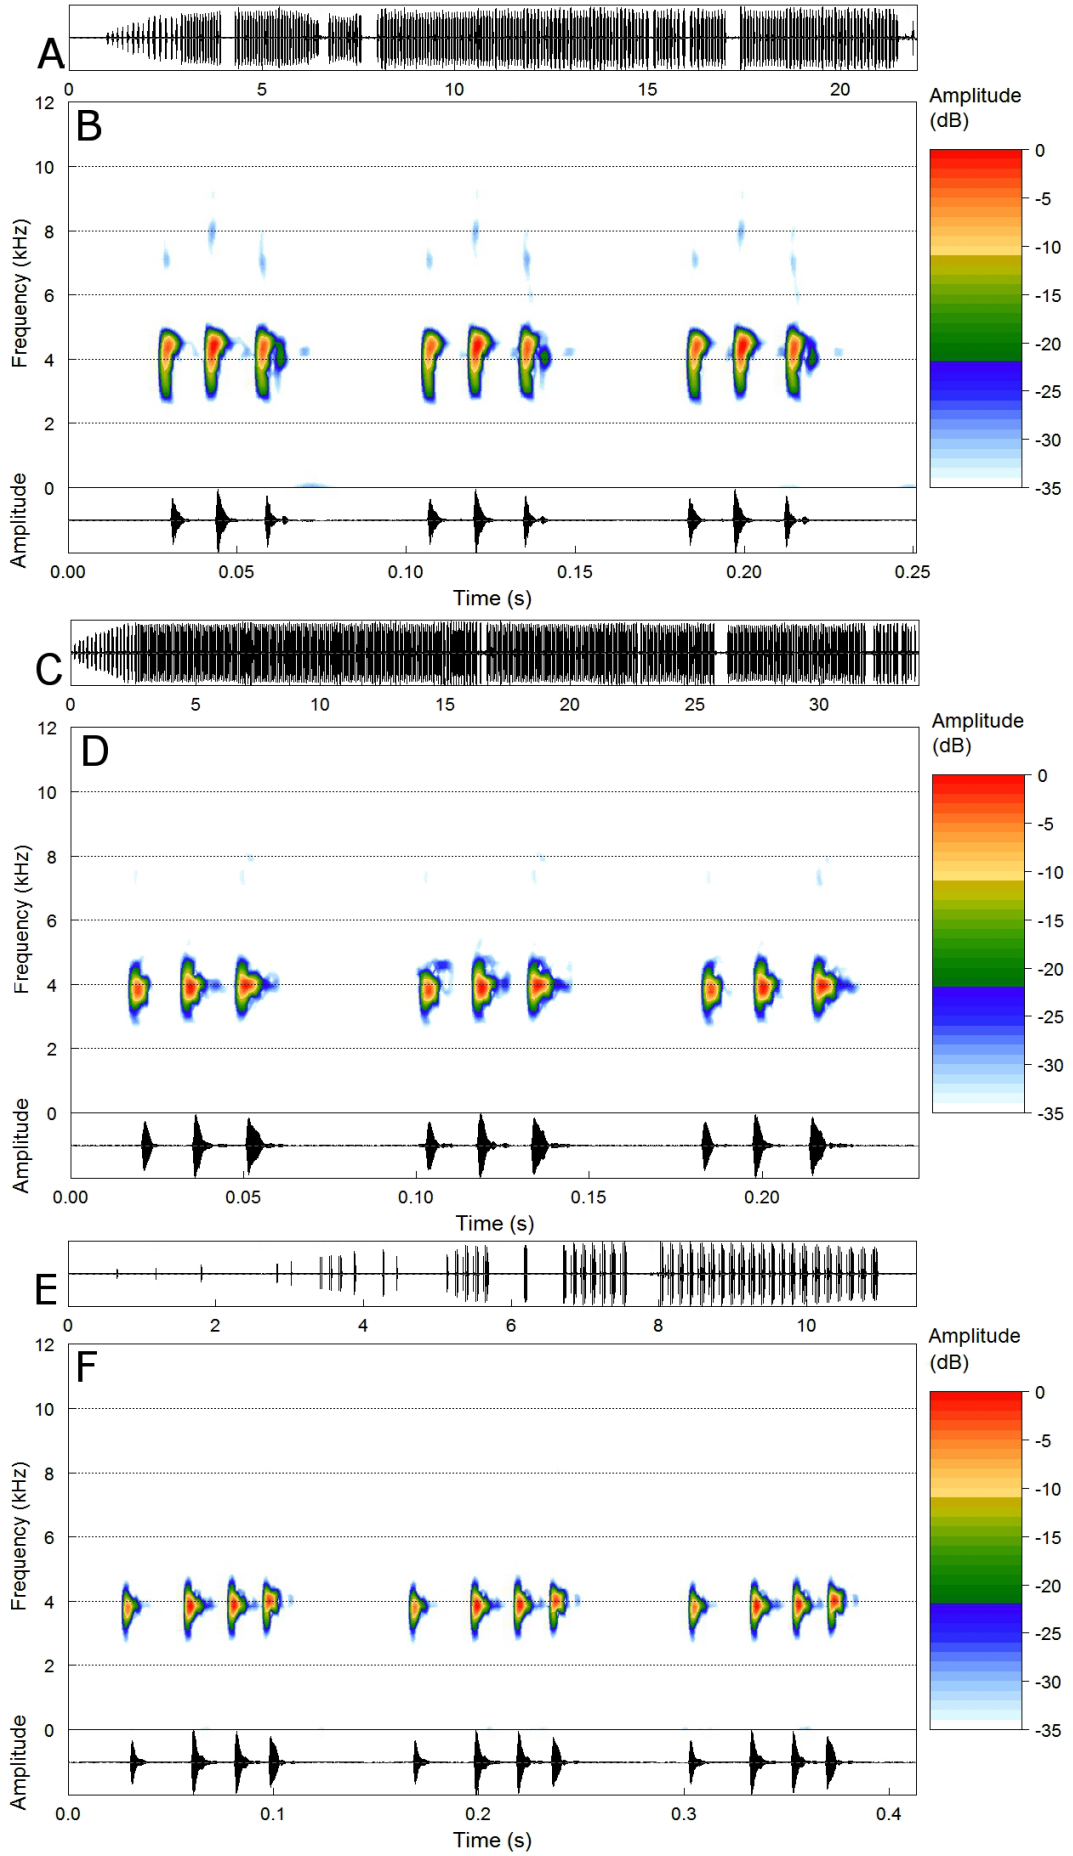 A
0 5 10 15 20
Amplitude
(dB)
B
12
10
8
6
4
2
0
Frequency (kHz)
Amplitude
0
-5
-10
-15
-20
-25
-30
-35
0.00 0.05 0.10 0.15 0.20 0.25
Time (s)
C
0 5 10 15 20 25 30
Amplitude
(dB)
D
12
10
8
6
4
2
0
Frequency (kHz)
Amplitude
0
-5
-10
-15
-20
-25
-30
-35
0.00 0.05 0.10 0.15 0.20
Time (s)
E
0 2 4 6 8 10
Amplitude
(dB)
F
12
10
8
6
4
2
0
Frequency (kHz)
Amplitude
0
-5
-10
-15
-20
-25
-30
-35
0.0 0.1 0.2 0.3 0.4
Time (s)